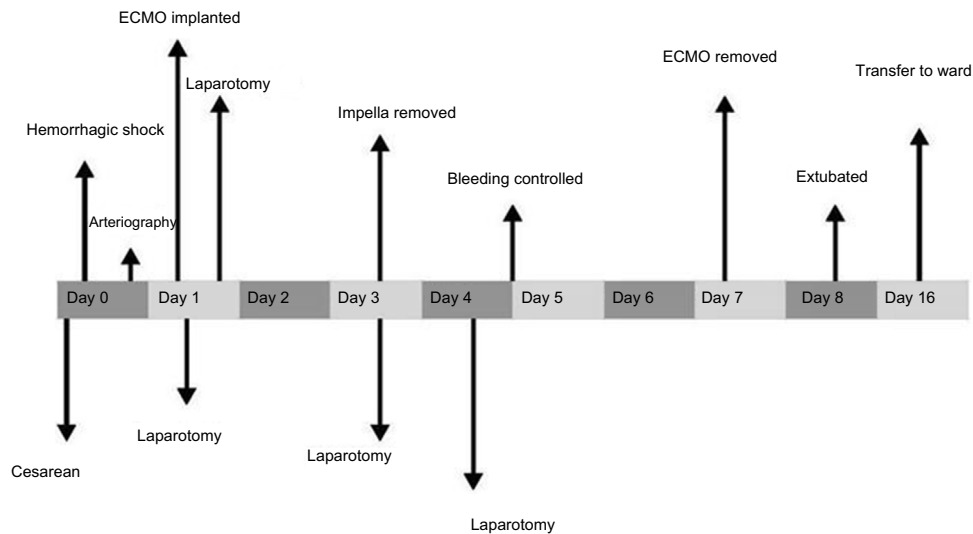 ECMO implanted
Laparotomy
ECMO removed
Transfer to ward
Hemorrhagic shock
Impella removed
Bleeding controlled
Extubated
Arteriography
Day 0
Day 1
Day 2
Day 3
Day 4
Day 5
Day 6
Day 7
Day 8
Day 16
Laparotomy
Laparotomy
Cesarean
Laparotomy